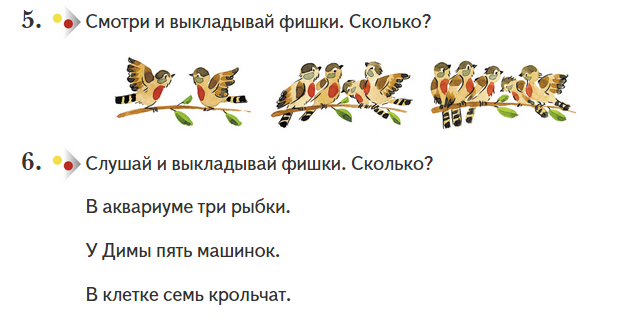 5. Смотри и выкладывай фишки. Сколько?
6. Слушай и выкладывай фишки. Сколько?
В аквариуме три рыбки.
У Димы пять машинок.
В клетке семь крольчат.